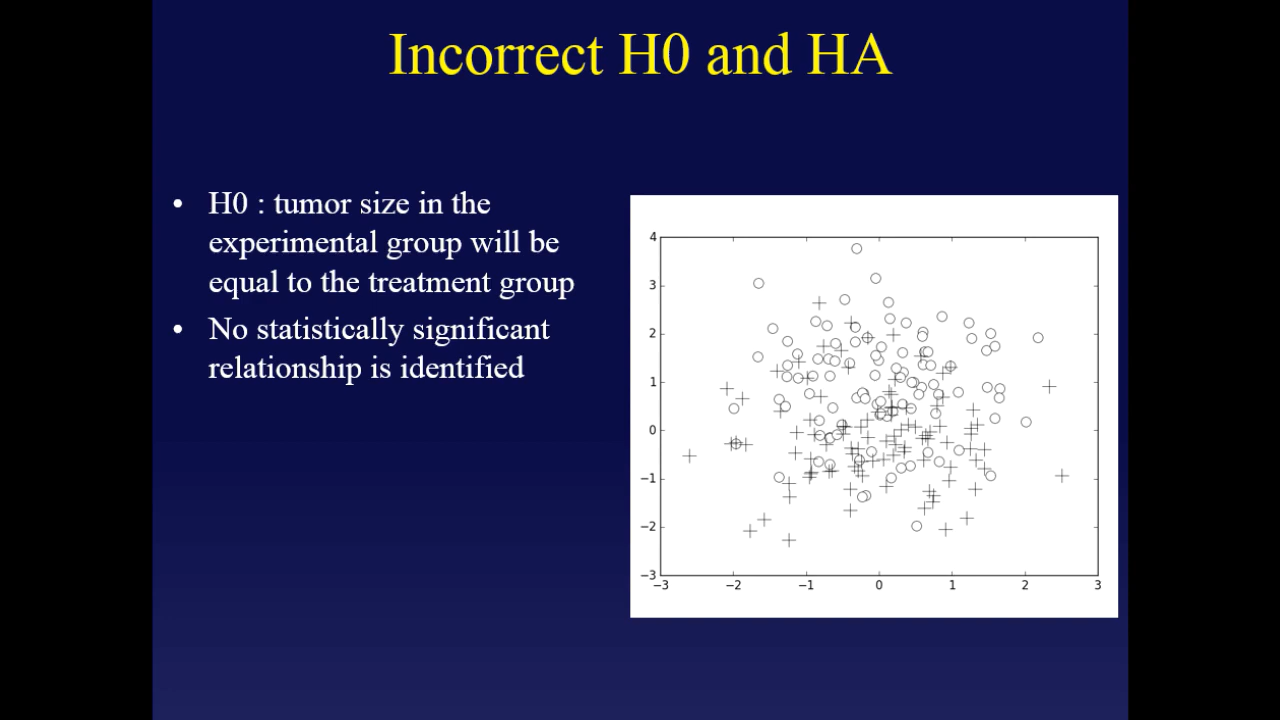 Incorrect H0 and HA
• H0 : tumor size in the
experimental group will be
equal to the treatment group
• No statistically significant
relationship is identified
4
3
2
1
0
−1
−2
−3
−3 −2 −1 0 1 2 3